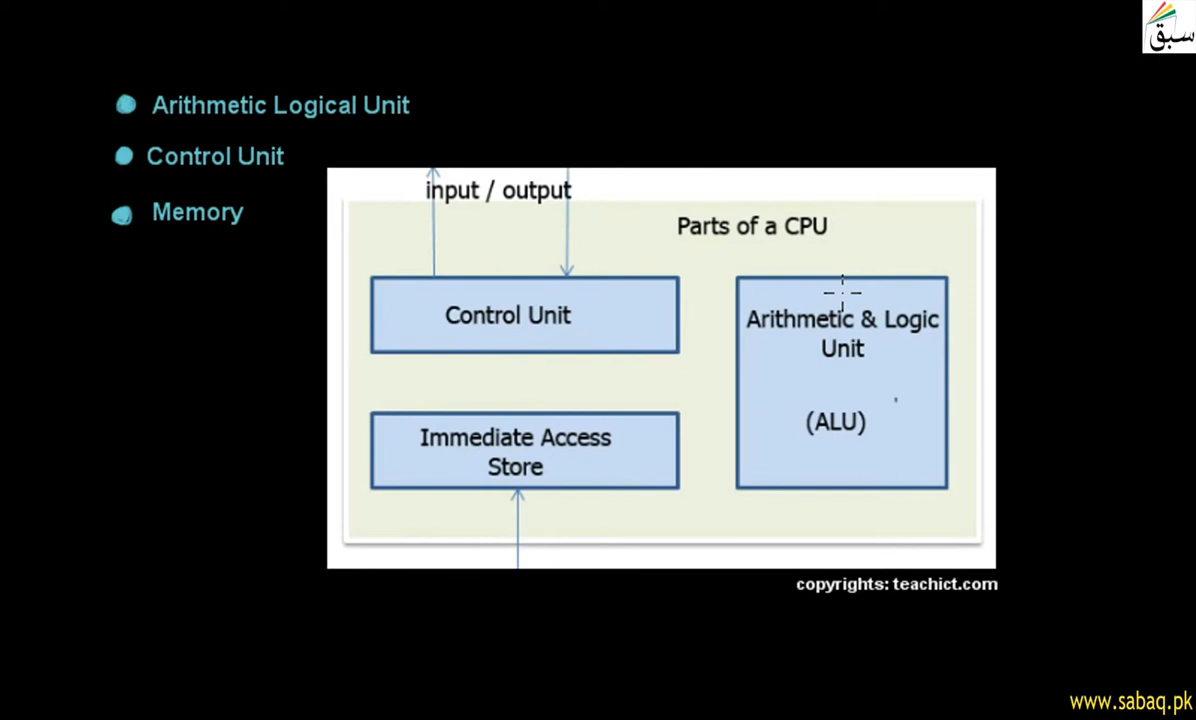 سبق
Arithmetic Logical Unit
Control Unit
Memory
input / output
Parts of a CPU
Control Unit
Arithmetic & Logic
Unit
(ALU)
Immediate Access
Store
copyrights: teachict.com
www.sabaq.pk